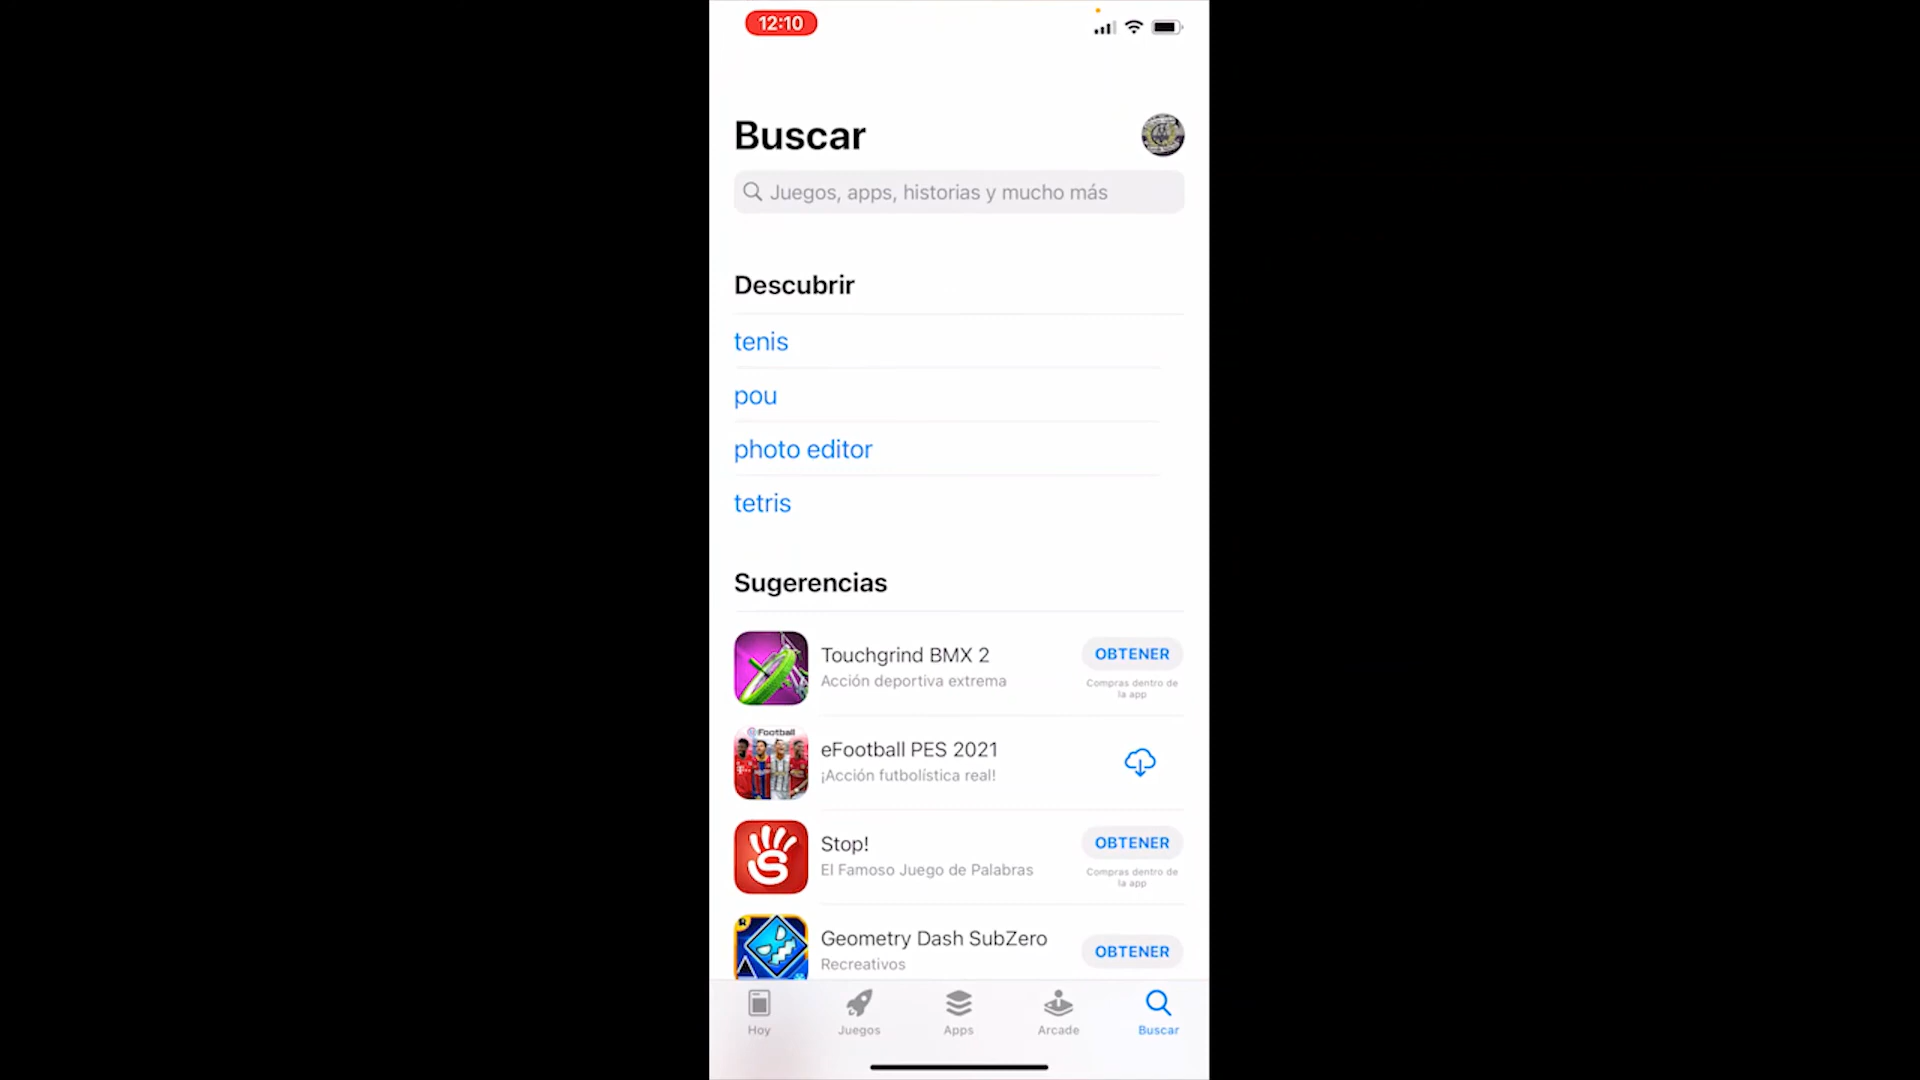 12:10
Buscar
Juegos, apps, historias y mucho más
Descubrir
tenis
pou
photo editor
tetris
Sugerencias
Touchgrind BMX 2
Acción deportiva extrema
OBTENER
Compras dentro de
la app
Football
eFootball PES 2021
¡Acción futbolística real!
Stop!
El Famoso Juego de Palabras
OBTENER
Compras dentro de
la app
Geometry Dash SubZero
Recreativos
OBTENER
Hoy
Juegos
Apps
Arcade
Buscar